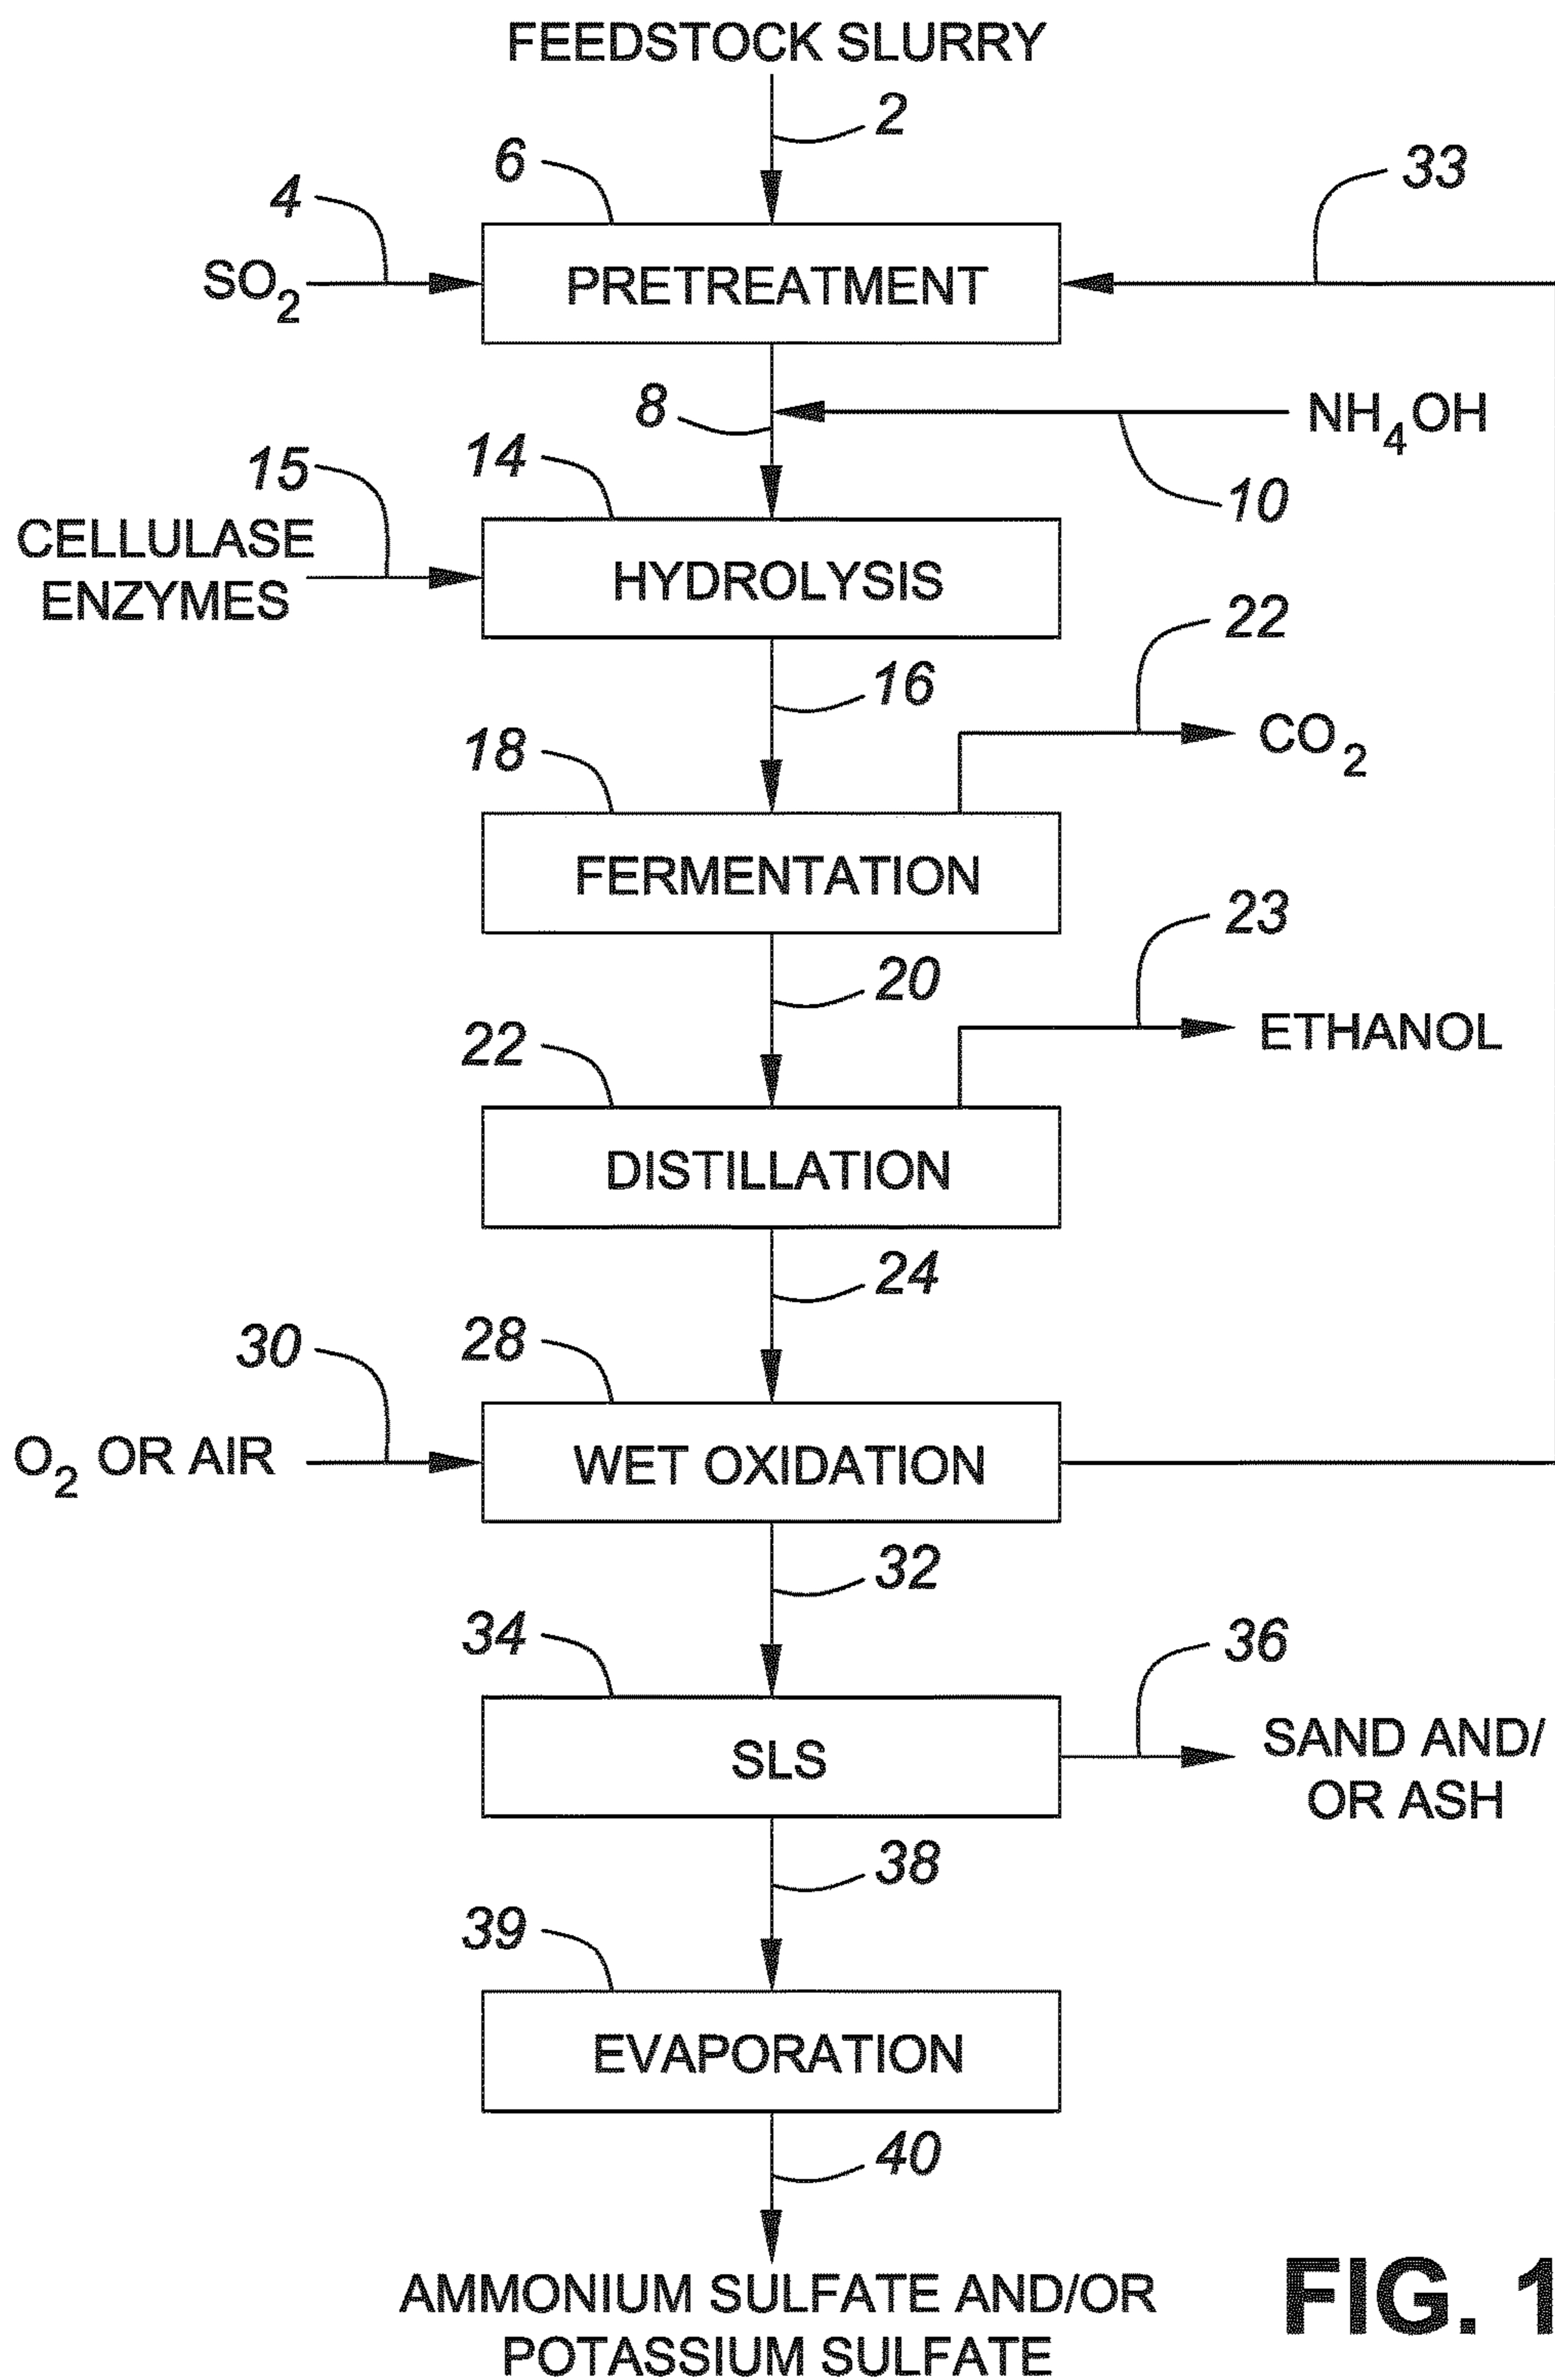 FEEDSTOCK SLURRY
2
6
33
4
SO2
PRETREATMENT
8
NH4OH
10
14
15
CELLULASE
ENZYMES
HYDROLYSIS
22
16
CO2
18
FERMENTATION
23
20
ETHANOL
22
DISTILLATION
24
28
30
O2 OR AIR
WET OXIDATION
32
34
36
SLS
SAND AND/
OR ASH
38
39
EVAPORATION
40
AMMONIUM SULFATE AND/OR
POTASSIUM SULFATE
FIG. 1